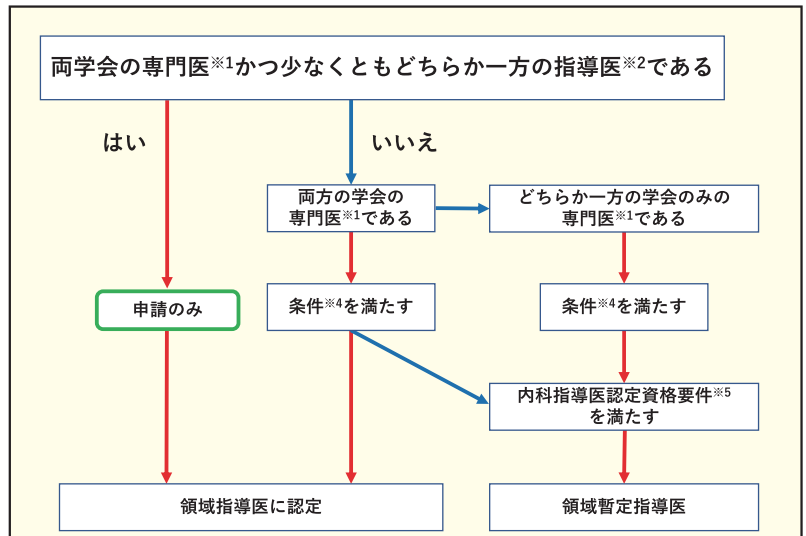 両学会の専門医※1かつ少なくともどちらか一方の指導医※2である
はい
いいえ
両方の学会の
専門医※1である
どちらか一方の学会のみの
専門医※1である
申請のみ
条件※4を満たす
条件※4を満たす
内科指導医認定資格要件※5
を満たす
領域指導医に認定
領域暫定指導医